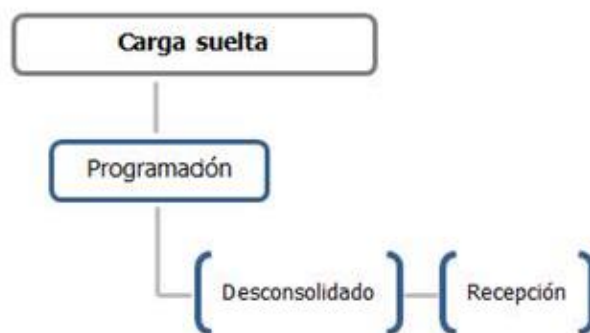 Carga suelta
Programación
Desconsolidado
Recepción